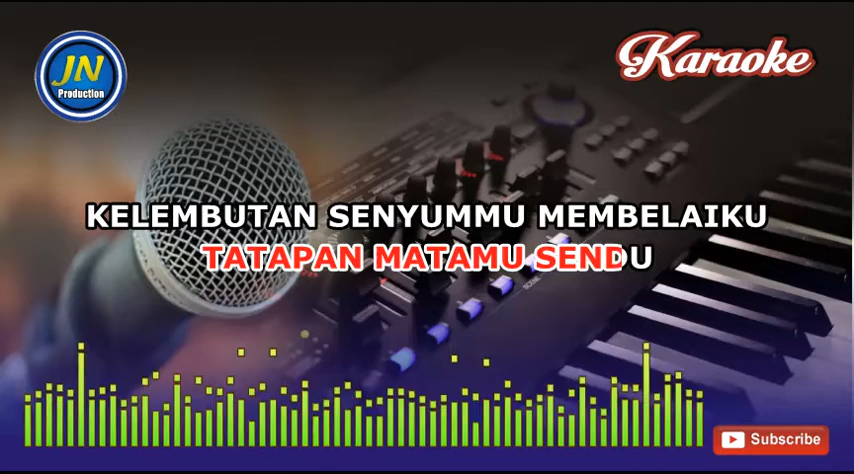 JN
Production
Karaoke
KELEMBUTAN SENYUMMU MEMBELAIKU
TATAPAN MATAMU SENDU
Subscribe